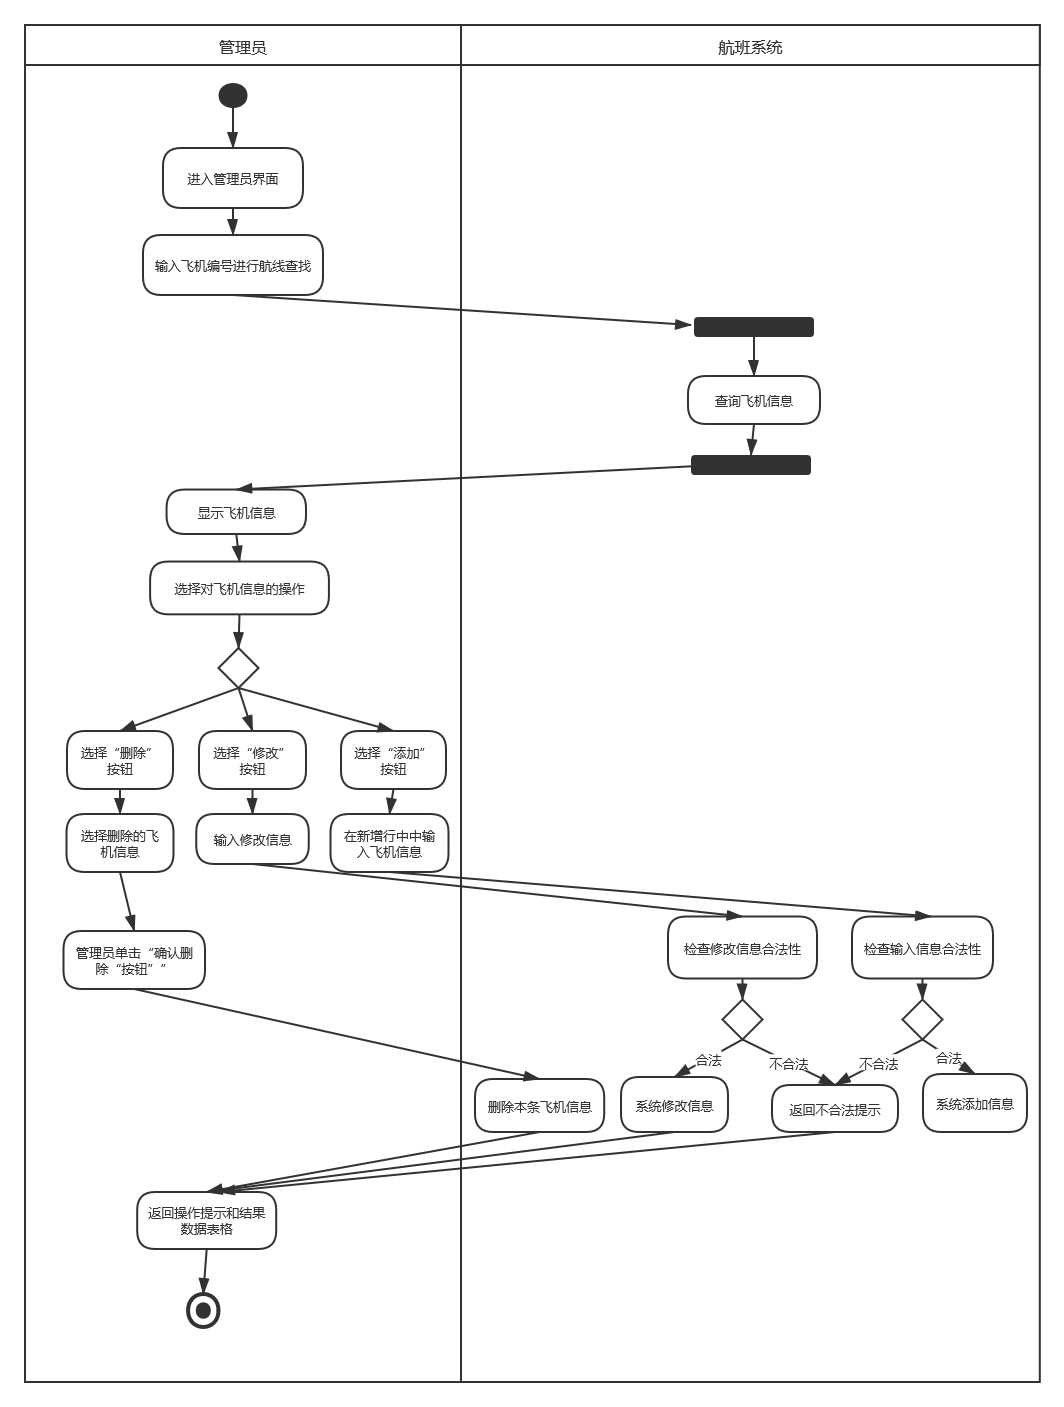 管理员
航班系统
进入管理员界面
输入飞机编号进行航线查找
查询飞机信息
显示飞机信息
选择对飞机信息的操作
选择“删除”
按钮
选择“修改”
按钮
选择“添加”
按钮
选择删除的飞
机信息
输入修改信息
在新增行中中输
入飞机信息
管理员单击“确认删
除“按钮””
检查修改信息合法性
检查输入信息合法性
合法
不合法
不合法
合法
删除本条飞机信息
系统修改信息
返回不合法提示
系统添加信息
返回操作提示和结果
数据表格